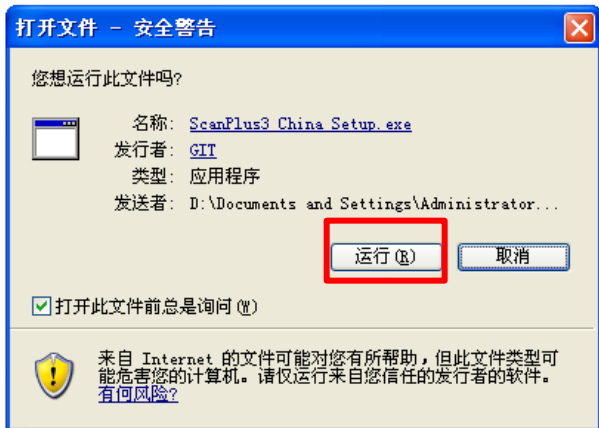 打开文件 - 安全警告
您想运行此文件吗?
名称: ScanPlus3 China Setup.exe
发行者: GIT
类型: 应用程序
发送者: D:\Documents and Settings\Administrator...
运行(R) 取消
打开此文件前总是询问(W)
来自 Internet 的文件可能对您有所帮助，但此文件类型可
能危害您的计算机。请仅运行来自您信任的发行者的软件。
有何风险?